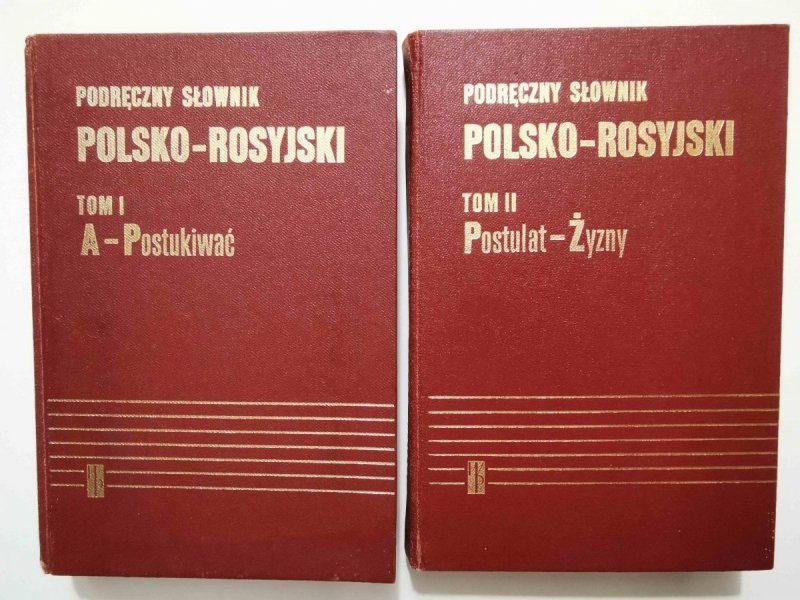 PODRĘCZNY SŁOWNIK
POLSKO-ROSYJSKI
TOM I
A-Postukiwać
PODRĘCZNY SŁOWNIK
POLSKO-ROSYJSKI
TOM II
Postulat-Żyzny